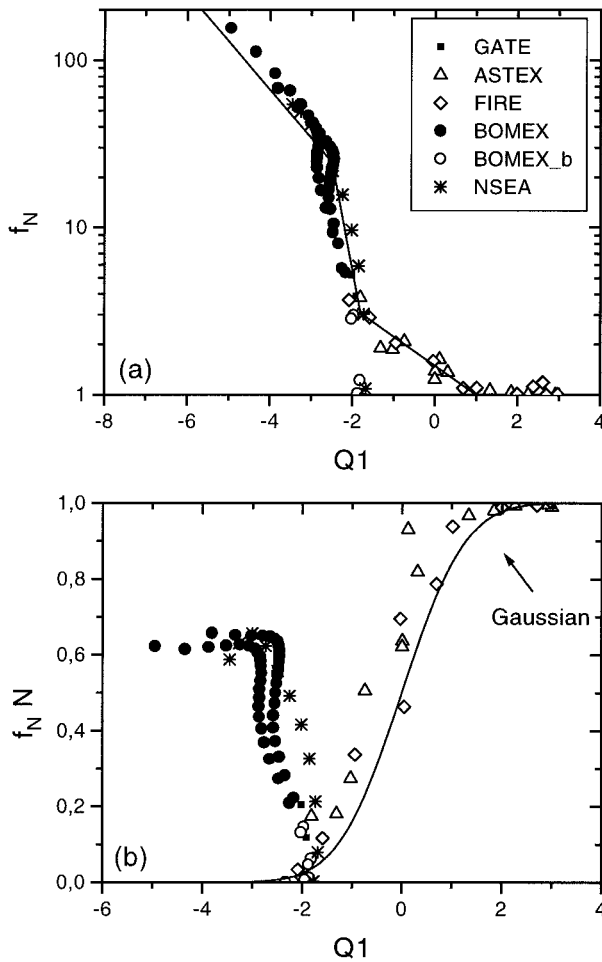 100
10
1
f_N
GATE
ASTEX
FIRE
BOMEX
BOMEX_b
NSEA
(a)
-8 -6 -4 -2 0 2 4
Q1
1,0
0,8
0,6
0,4
0,2
0,0
f_N N
Gaussian
(b)
-6 -4 -2 0 2 4
Q1